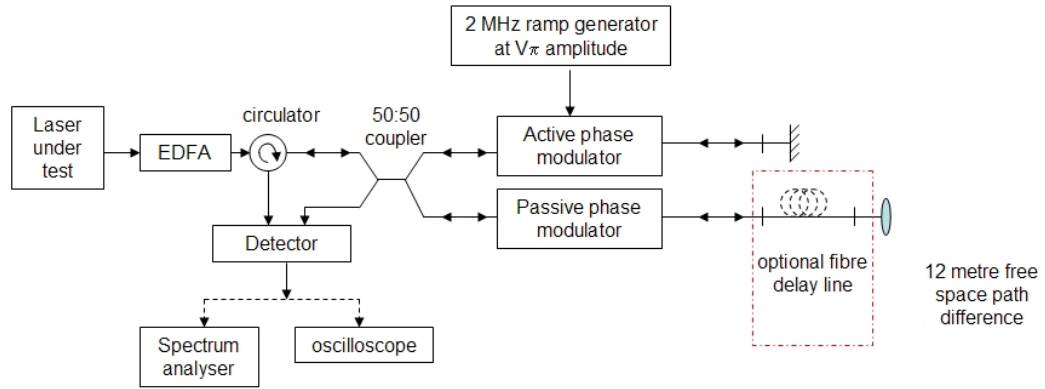 2 MHz ramp generator
at Vπ amplitude
Laser
under
test
EDFA
circulator
50:50
coupler
Active phase
modulator
Passive phase
modulator
Detector
optional fibre
delay line
12 metre free
space path
difference
Spectrum
analyser
oscilloscope